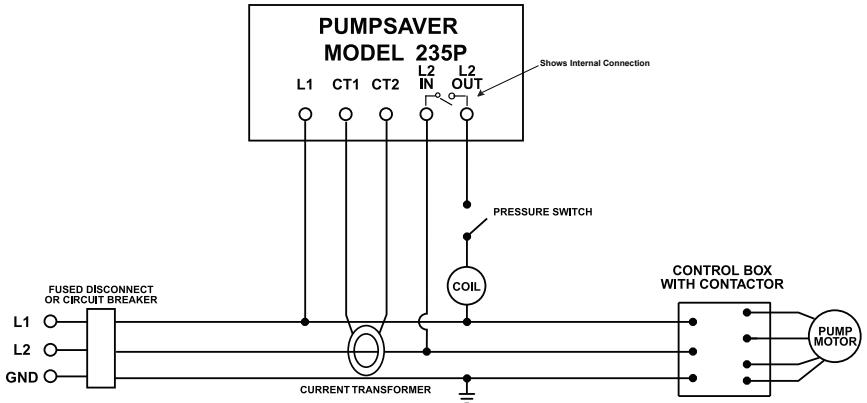 PUMPSAVER
MODEL 235P
L1 CT1 CT2 L2 IN L2 OUT
Shows Internal Connection
PRESSURE SWITCH
COIL
CONTROL BOX
WITH CONTACTOR
FUSED DISCONNECT
OR CIRCUIT BREAKER
L1
L2
GND
PUMP
MOTOR
CURRENT TRANSFORMER